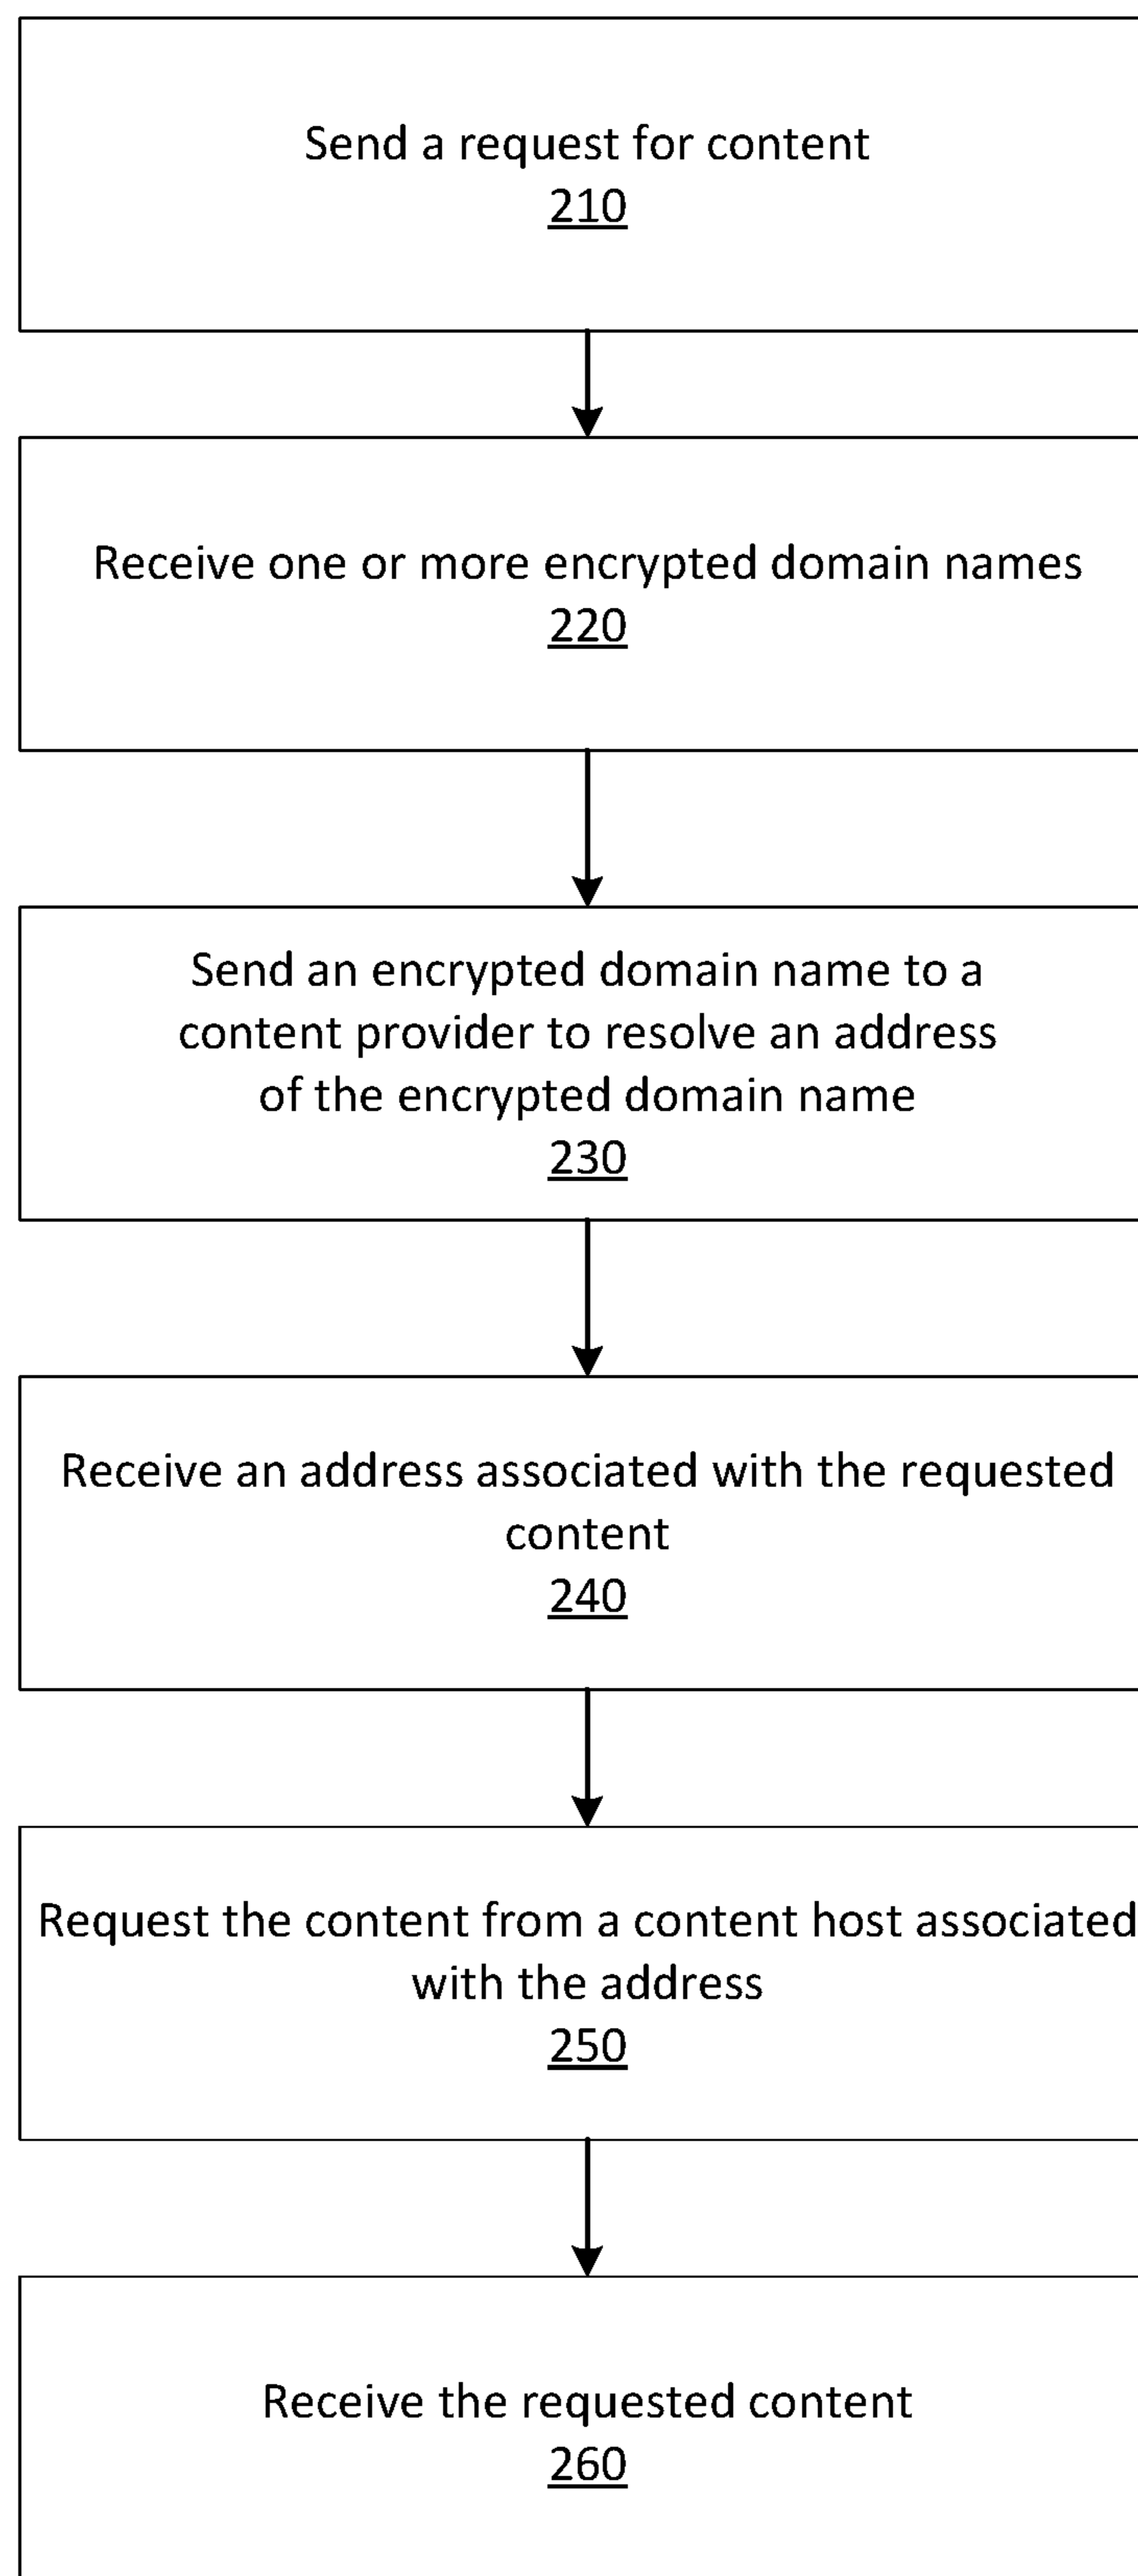 Send a request for content
210
Receive one or more encrypted domain names
220
Send an encrypted domain name to a
content provider to resolve an address
of the encrypted domain name
230
Receive an address associated with the requested
content
240
Request the content from a content host associated
with the address
250
Receive the requested content
260